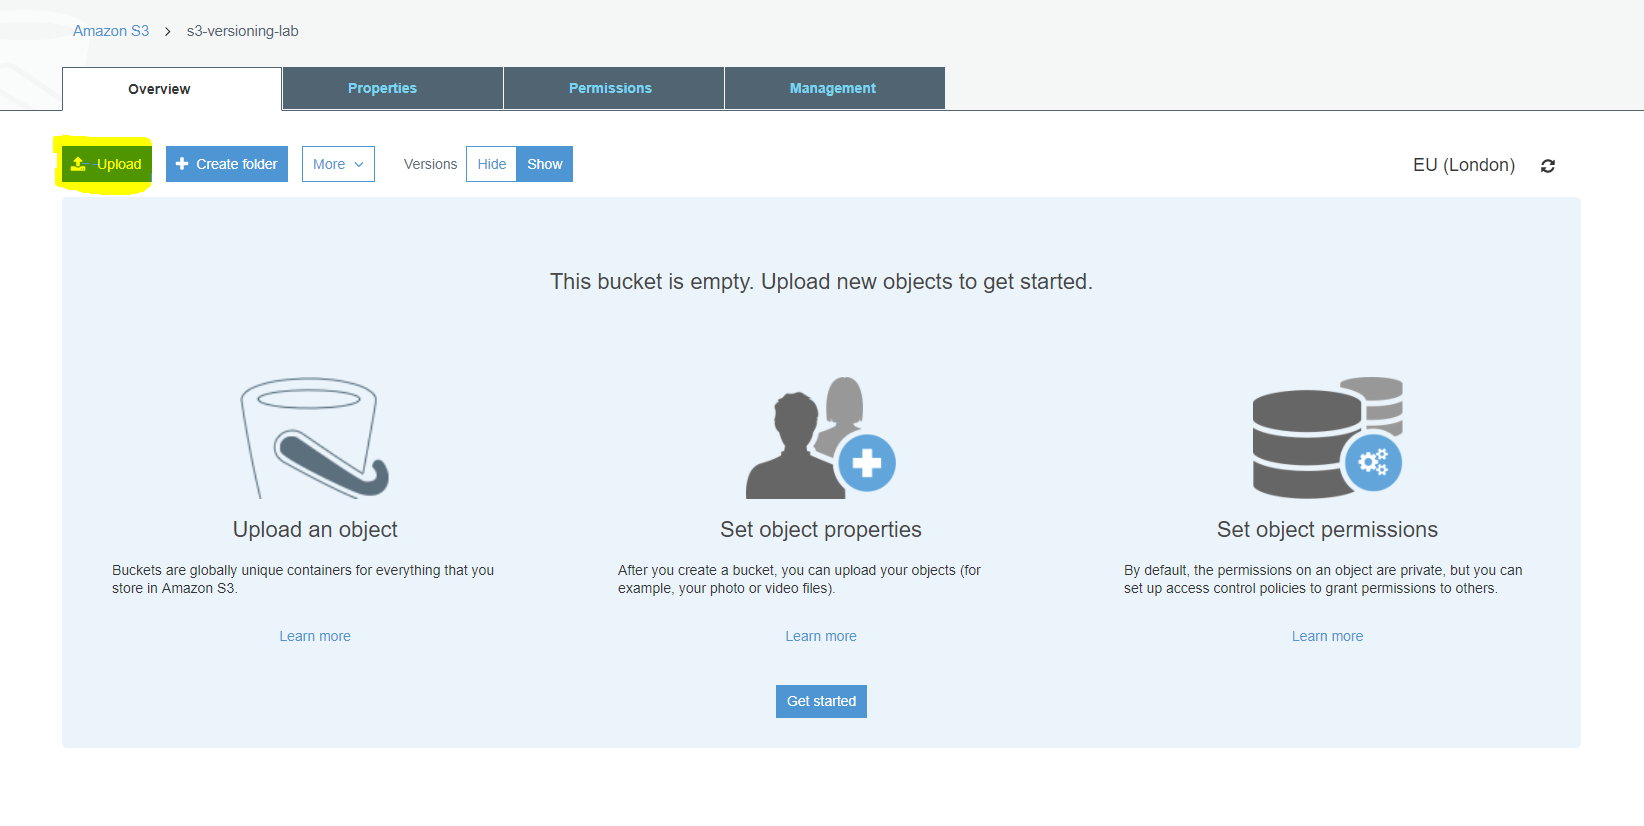 Amazon S3 > s3-versioning-lab
Overview Properties Permissions Management
Upload Create folder More Versions Hide Show EU (London)
This bucket is empty. Upload new objects to get started.
Upload an object
Buckets are globally unique containers for everything that you
store in Amazon S3.
Learn more
Set object properties
After you create a bucket, you can upload your objects (for
example, your photo or video files).
Learn more
Set object permissions
By default, the permissions on an object are private, but you can
set up access control policies to grant permissions to others.
Learn more
Get started